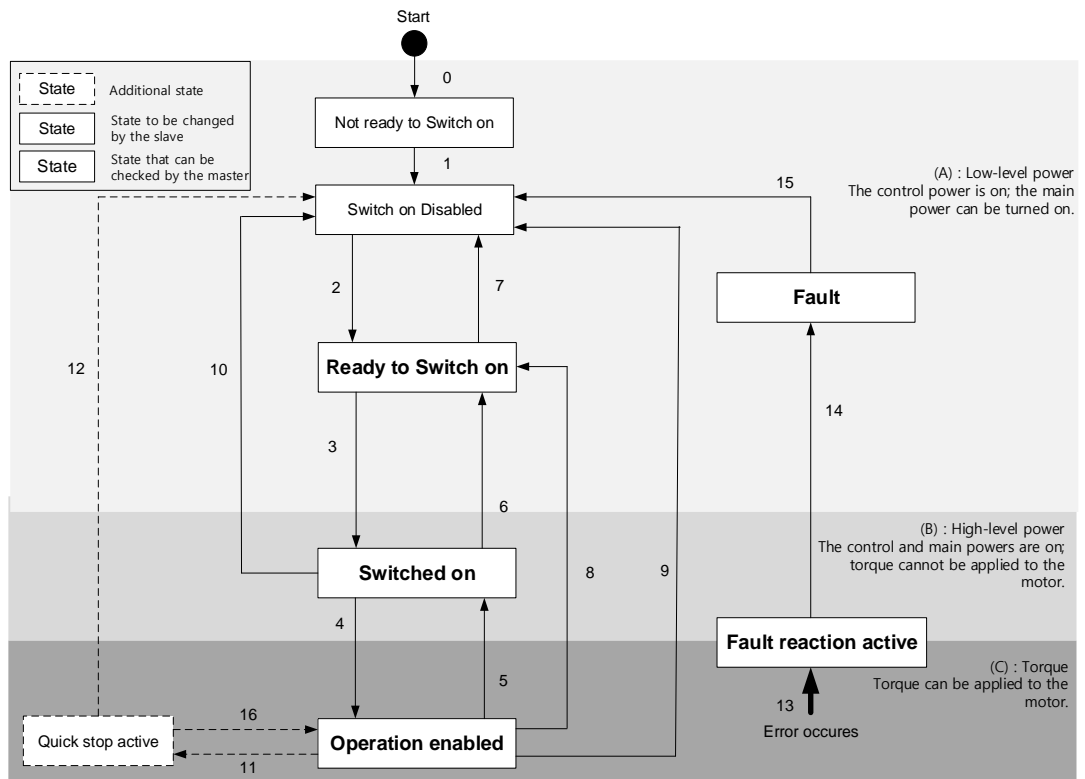 Start
0
State
Additional state
State
State to be changed
by the slave
State
State that can be
checked by the master
Not ready to Switch on
1
Switch on Disabled
15
(A) : Low-level power
The control power is on; the main
power can be turned on.
2
7
Fault
12
10
Ready to Switch on
14
3
6
(B) : High-level power
The control and main powers are on;
torque cannot be applied to the
motor.
Switched on
8
9
4
Fault reaction active
(C) : Torque
Torque can be applied to the
motor.
5
13
Error occures
16
Quick stop active
Operation enabled
11